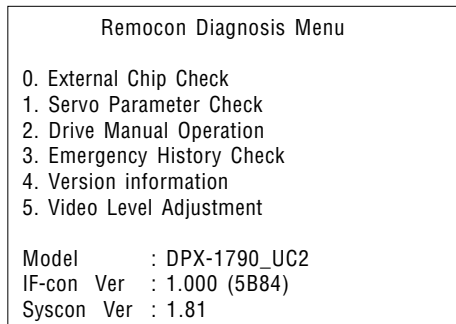 Remocon Diagnosis Menu
0. External Chip Check
1. Servo Parameter Check
2. Drive Manual Operation
3. Emergency History Check
4. Version information
5. Video Level Adjustment
Model : DPX-1790_UC2
IF-con Ver : 1.000 (5B84)
Syscon Ver : 1.81